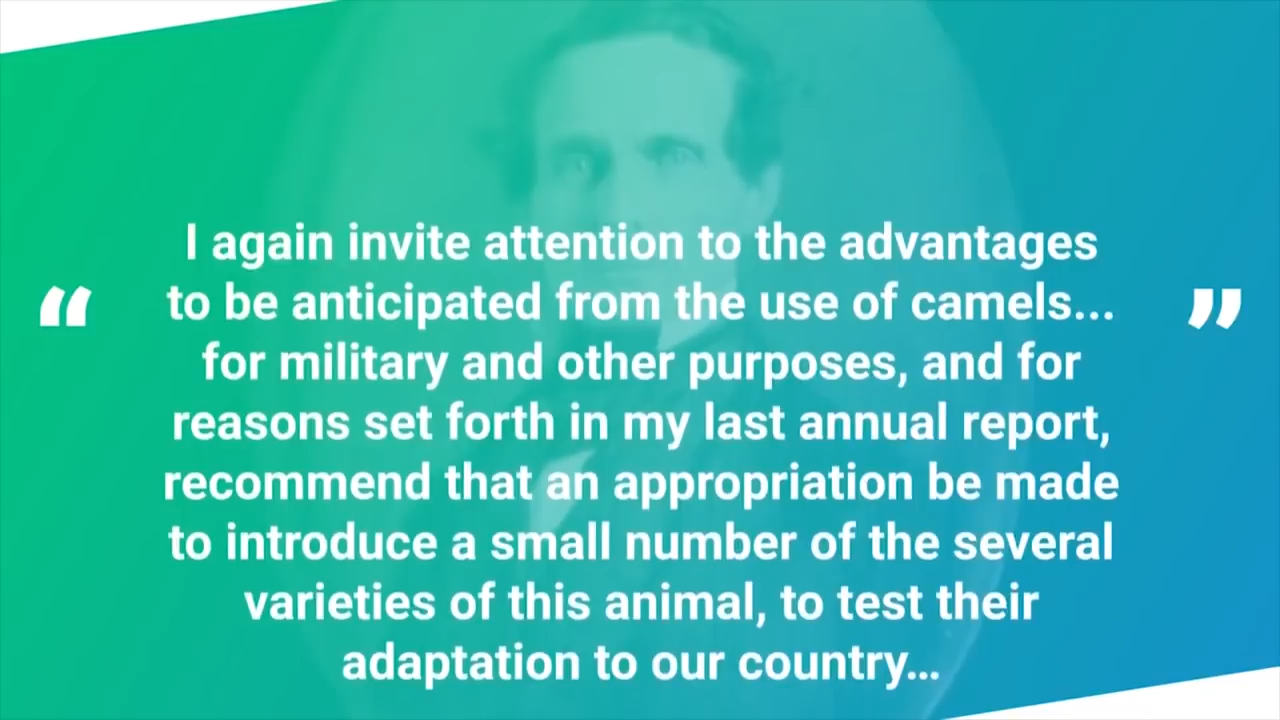 I again invite attention to the advantages
“ to be anticipated from the use of camels... ”
for military and other purposes, and for
reasons set forth in my last annual report,
recommend that an appropriation be made
to introduce a small number of the several
varieties of this animal, to test their
adaptation to our country...